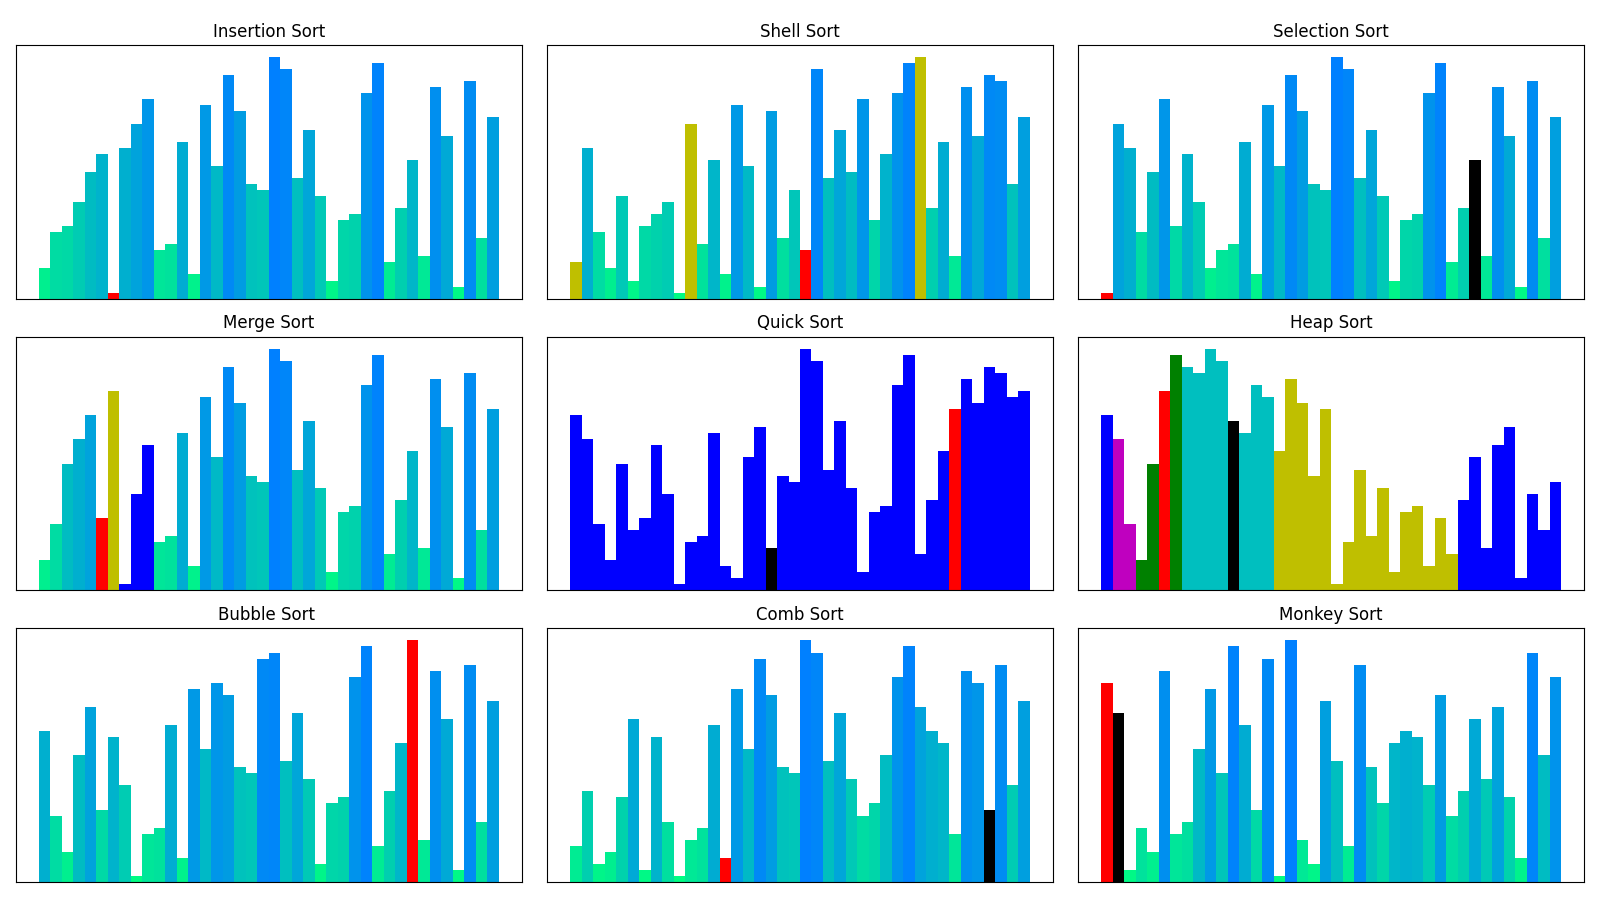 Insertion Sort
Shell Sort
Selection Sort
Merge Sort
Quick Sort
Heap Sort
Bubble Sort
Comb Sort
Monkey Sort